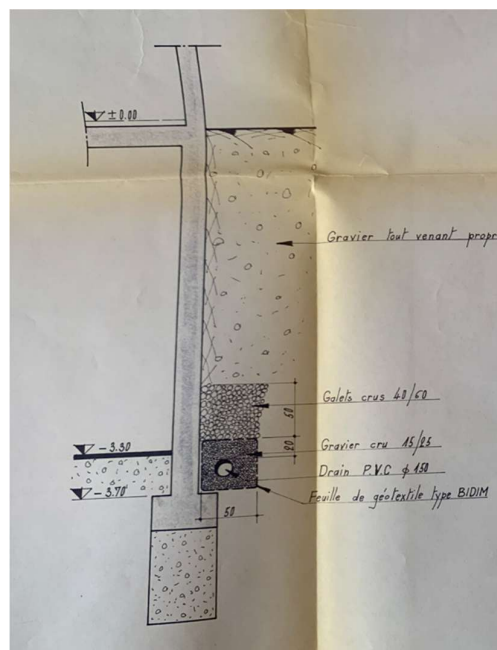 ± 0.00
Gravier tout venant propr
Galets crus 40/60
50
Gravier cru 15/25
20
- 3.30
Drain P.V.C ϕ 150
Feuille de géotextile type BIDIM
- 3.70
50